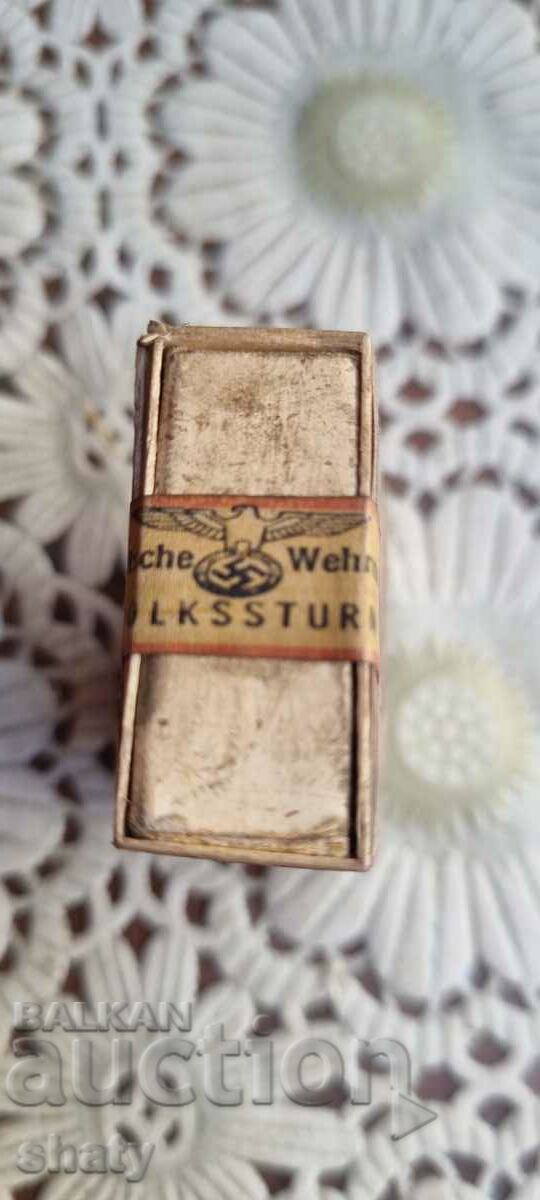 che Wehr
LKSSTUR
BALKAN
auction
shaty